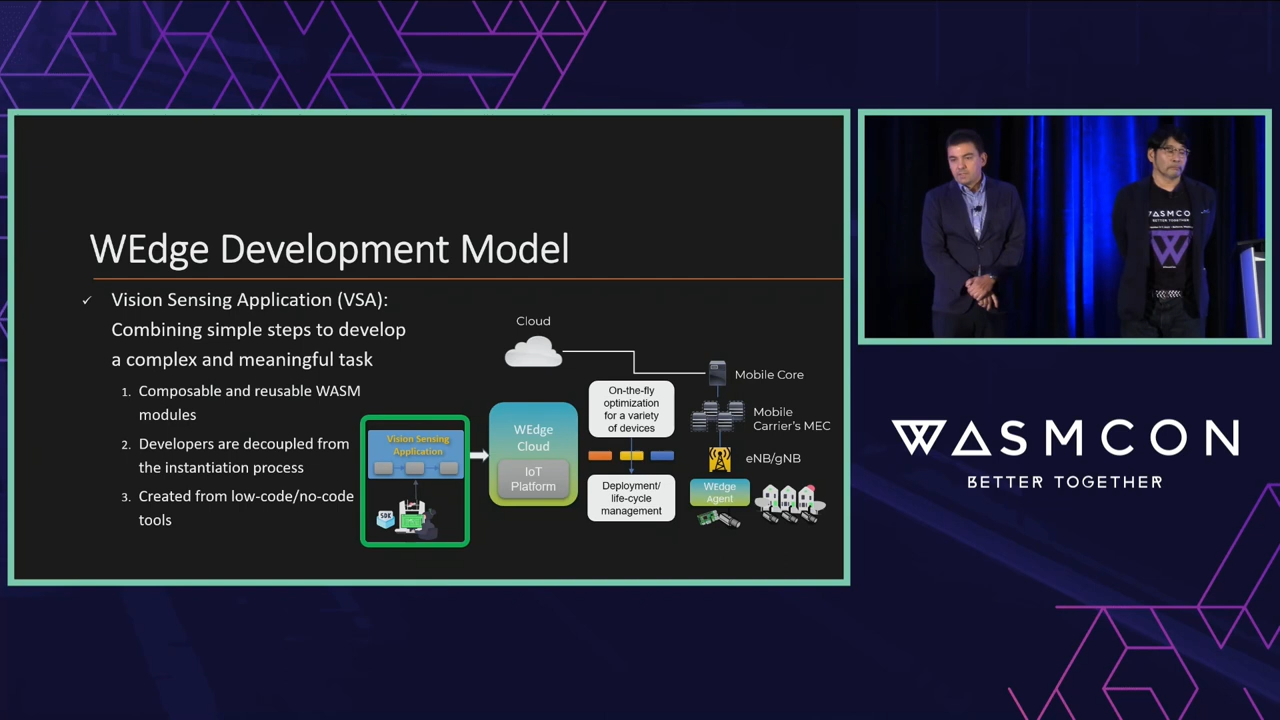 WEdge Development Model
✓ Vision Sensing Application (VSA):
Combining simple steps to develop
a complex and meaningful task
1. Composable and reusable WASM
modules
2. Developers are decoupled from
the instantiation process
3. Created from low-code/no-code
tools
Vision Sensing
Application
SDK
Cloud
WEdge
Cloud
IoT
Platform
On-the-fly
optimization
for a variety
of devices
Deployment/
life-cycle
management
Mobile Core
Mobile
Carrier's MEC
eNB/gNB
WEdge
Agent
WASMCON
BETTER TOGETHER
WASMCON
BETTER TOGETHER